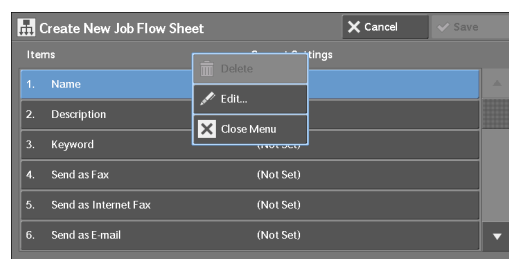 Create New Job Flow Sheet
Cancel
Save
Items
Settings
Delete
1. Name
Edit...
2. Description
Close Menu
3. Keyword (Not Set)
4. Send as Fax (Not Set)
5. Send as Internet Fax (Not Set)
6. Send as E-mail (Not Set)